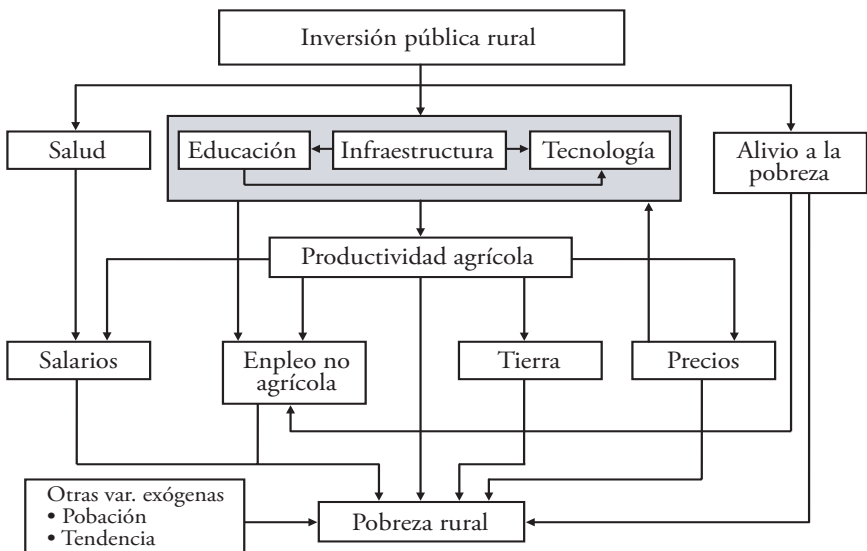 Inversión pública rural
Salud
Educación
Infraestructura
Tecnología
Alivio a la
pobreza
Productividad agrícola
Salarios
Enpleo no
agrícola
Tierra
Precios
Otras var. exógenas
• Pobación
• Tendencia
Pobreza rural